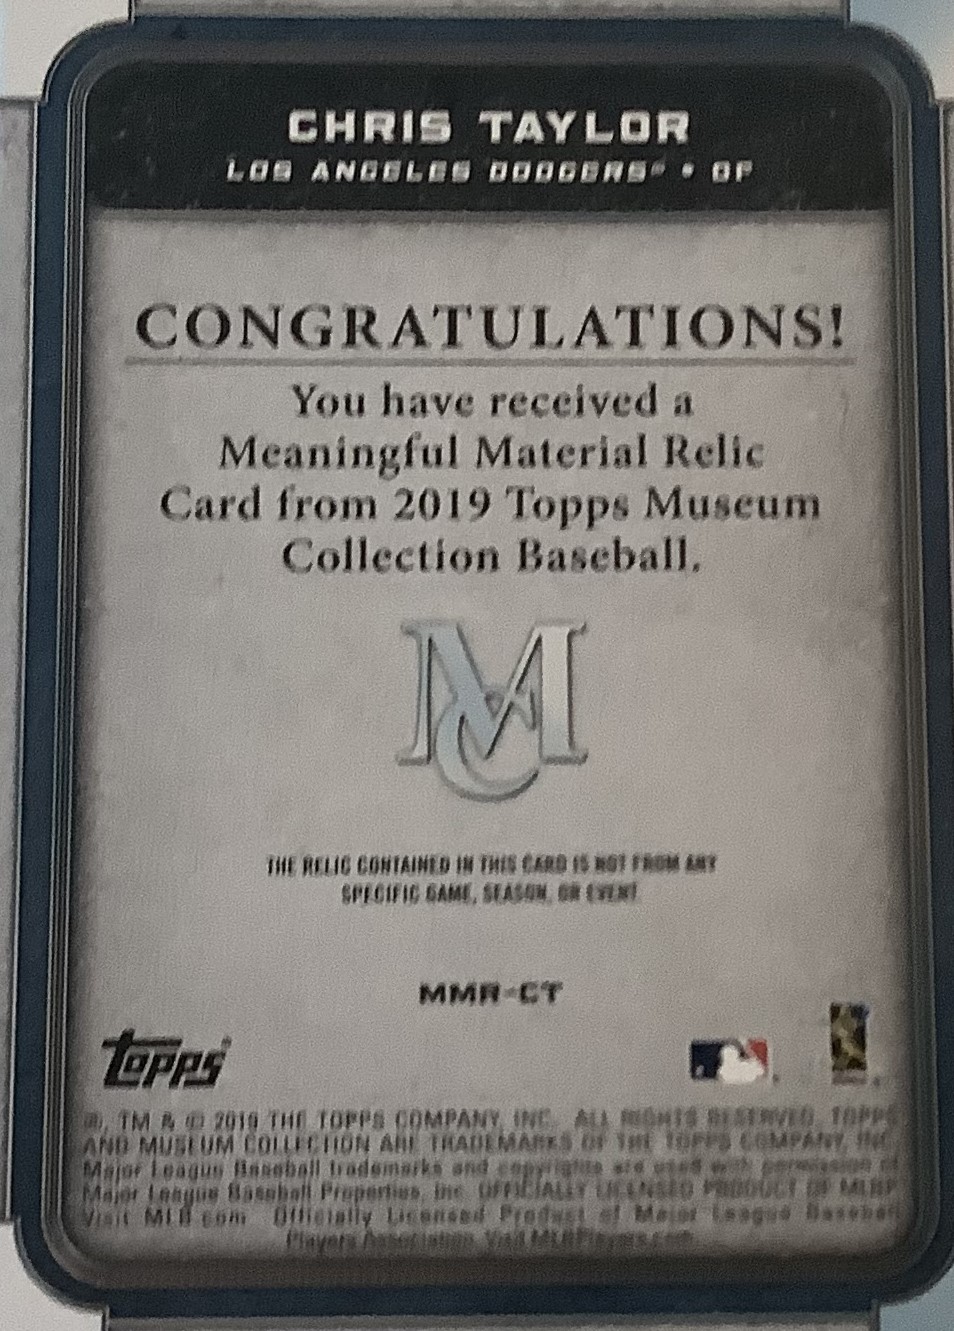 CHRIS TAYLOR
LOS ANGELES DODGERS • OF
CONGRATULATIONS!
You have received a
Meaningful Material Relic
Card from 2019 Topps Museum
Collection Baseball.
MC
THE RELIC CONTAINED IN THIS CARD IS NOT FROM ANY
SPECIFIC GAME, SEASON, OR EVENT.
MMR-CT
Topps
®, TM & © 2019 THE TOPPS COMPANY, INC. ALL RIGHTS RESERVED. TOPPS
AND MUSEUM COLLECTION ARE TRADEMARKS OF THE TOPPS COMPANY, INC.
Major League Baseball trademarks and copyrights are used with permission of
Major League Baseball Properties, Inc. OFFICIALLY LICENSED PRODUCT OF MLBP
Visit MLB.com Officially Licensed Product of Major League Baseball
Players Association. Visit MLBPlayers.com